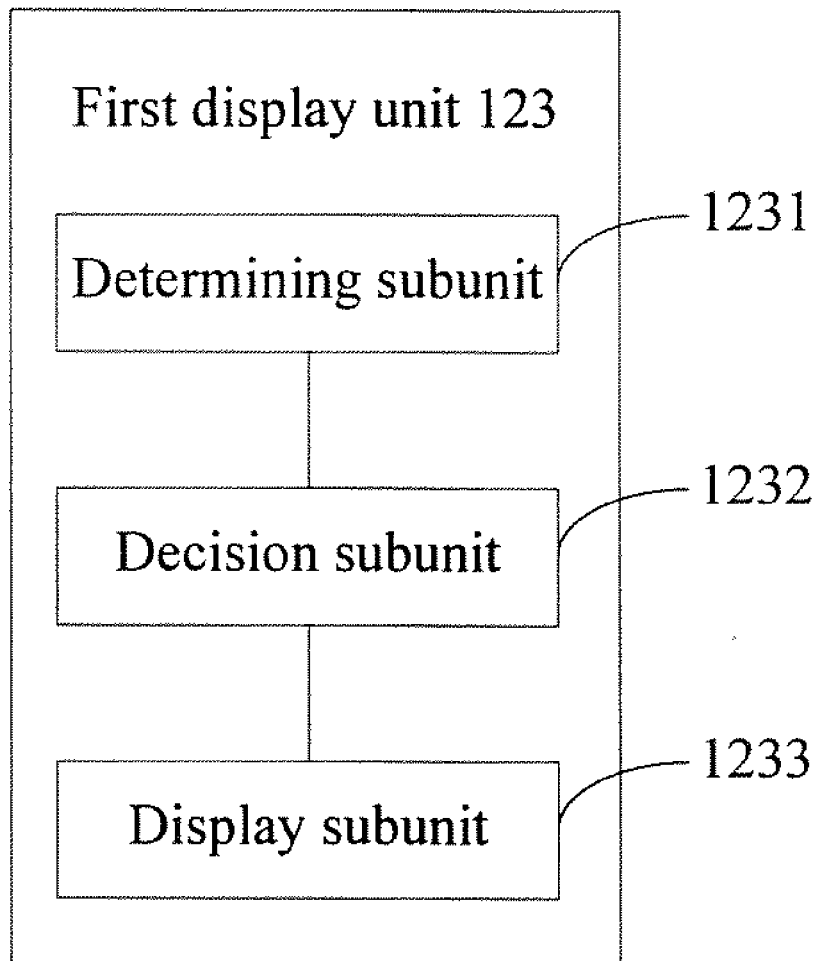 First display unit 123
1231
Determining subunit
1232
Decision subunit
1233
Display subunit